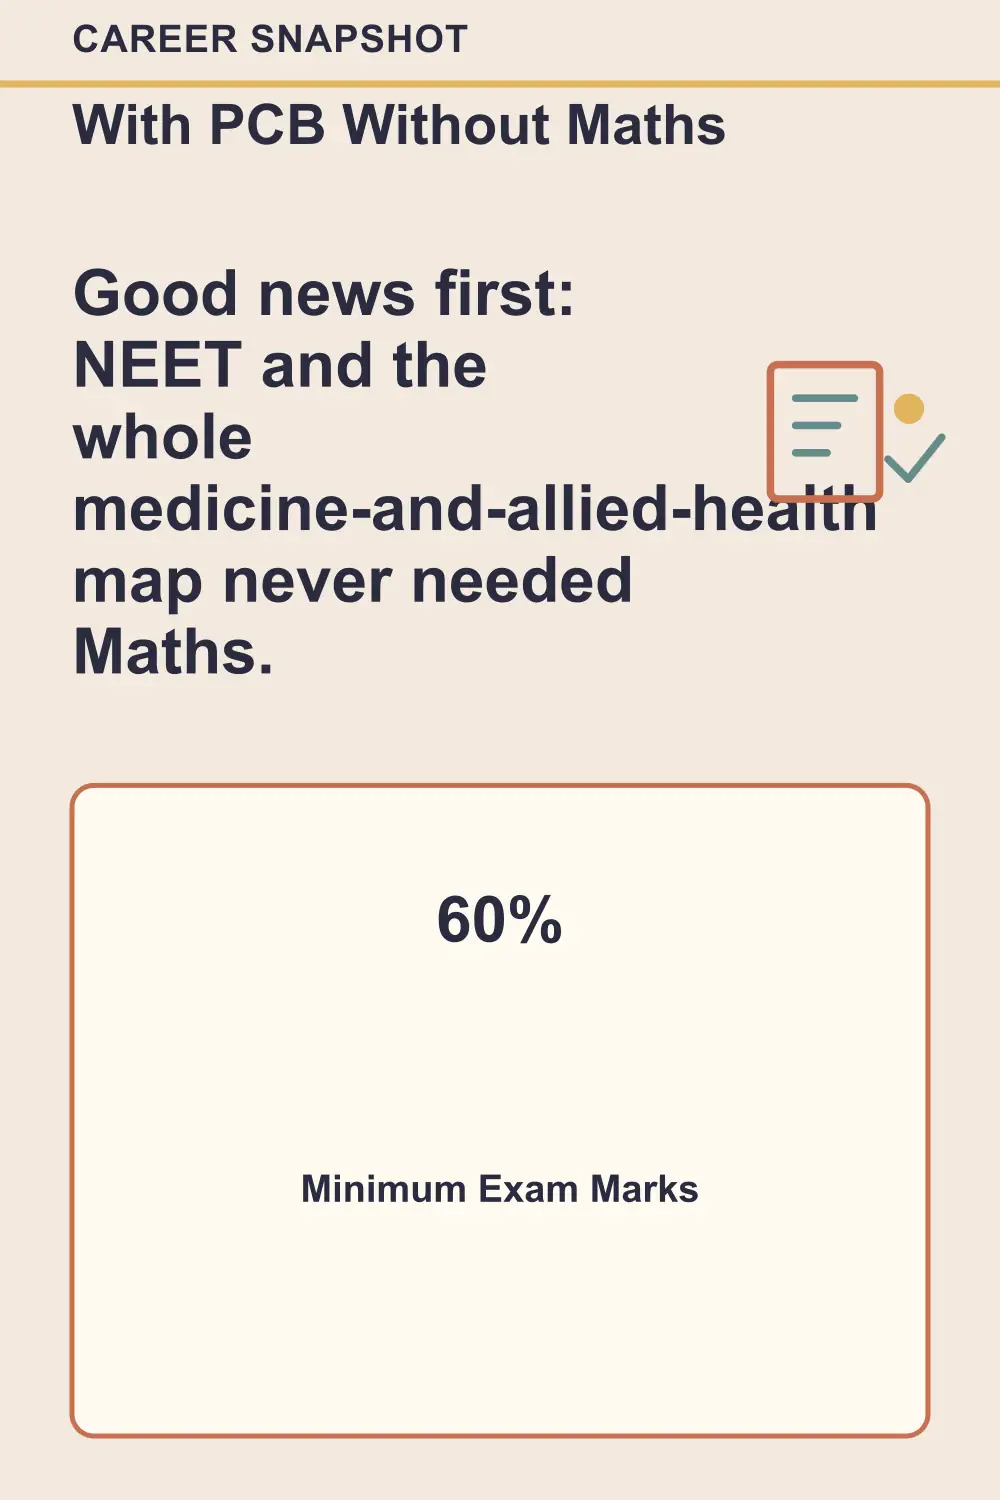 CAREER SNAPSHOT
With PCB Without Maths
Good news first:
NEET and the
whole
medicine-and-allied-health
map never needed
Maths.
60%
Minimum Exam Marks